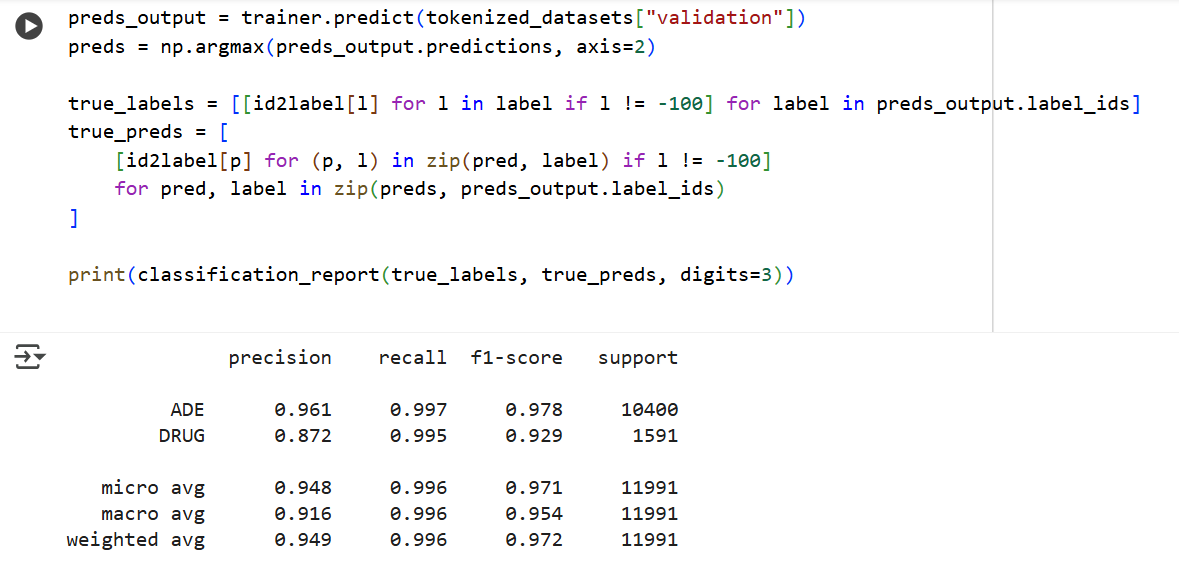 preds_output = trainer.predict(tokenized_datasets["validation"])
preds = np.argmax(preds_output.predictions, axis=2)
true_labels = [[id2label[l] for l in label if l != -100] for label in preds_output.label_ids]
true_preds = [
[id2label[p] for (p, l) in zip(pred, label) if l != -100]
for pred, label in zip(preds, preds_output.label_ids)
]
print(classification_report(true_labels, true_preds, digits=3))
precision recall f1-score support
ADE 0.961 0.997 0.978 10400
DRUG 0.872 0.995 0.929 1591
micro avg 0.948 0.996 0.971 11991
macro avg 0.916 0.996 0.954 11991
weighted avg 0.949 0.996 0.972 11991